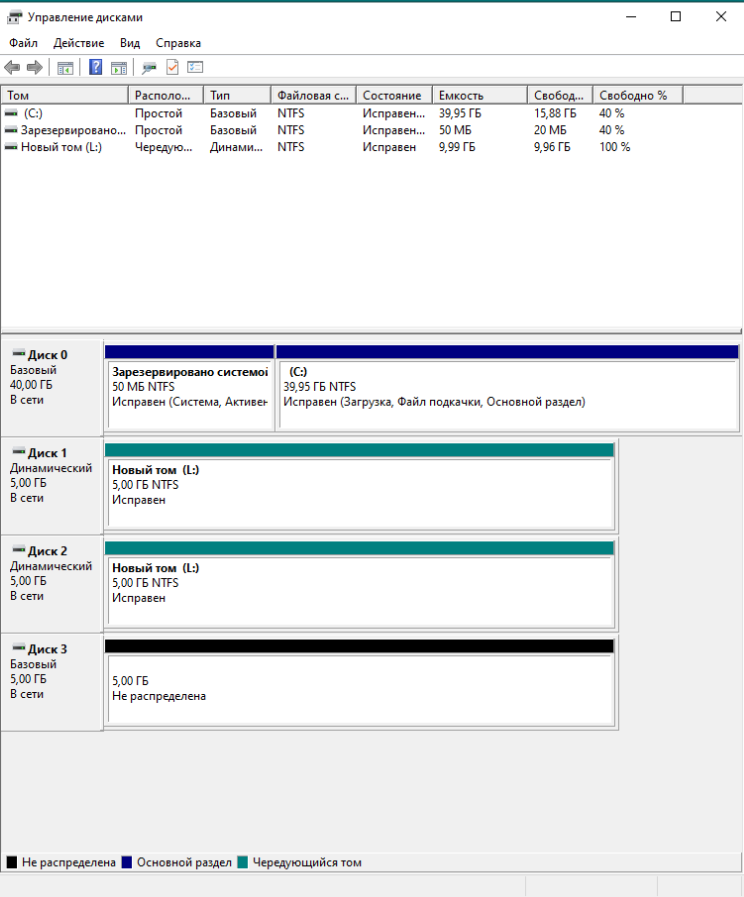 Управление дисками
Файл Действие Вид Справка
Том Располо... Тип Файловая с... Состояние Емкость Свобод... Свободно %
(C:) Простой Базовый NTFS Исправен... 39,95 ГБ 15,88 ГБ 40 %
Зарезервировано... Простой Базовый NTFS Исправен... 50 МБ 20 МБ 40 %
Новый том (L:) Чередую... Динами... NTFS Исправен 9,99 ГБ 9,96 ГБ 100 %
Диск 0
Базовый
40,00 ГБ
В сети
Зарезервировано системой
50 МБ NTFS
Исправен (Система, Активен
(C:)
39,95 ГБ NTFS
Исправен (Загрузка, Файл подкачки, Основной раздел)
Диск 1
Динамический
5,00 ГБ
В сети
Новый том (L:)
5,00 ГБ NTFS
Исправен
Диск 2
Динамический
5,00 ГБ
В сети
Новый том (L:)
5,00 ГБ NTFS
Исправен
Диск 3
Базовый
5,00 ГБ
В сети
5,00 ГБ
Не распределена
Не распределена Основной раздел Чередующийся том